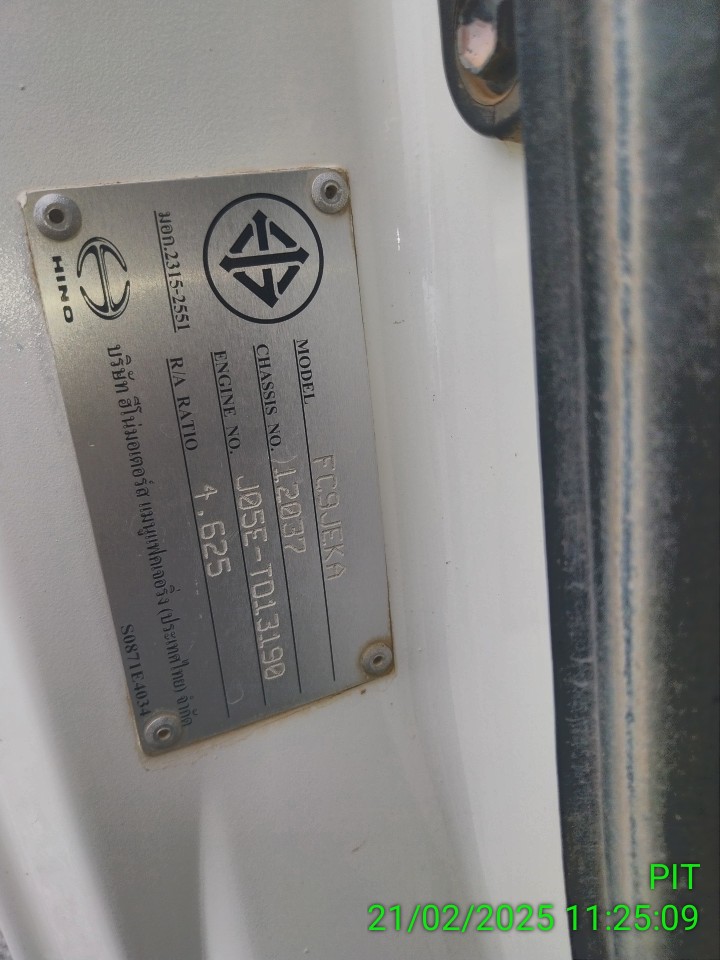 มอก.2315-2551
MODEL FC9JEKA
CHASSIS NO. 12037
ENGINE NO. J05E-TD13190
R/A RATIO 4.625
HINO
บริษัท ฮีโน่มอเตอร์ส แมนูแฟคเจอริ่ง (ประเทศไทย) จำกัด
S0871E4034
PIT
21/02/2025 11:25:09